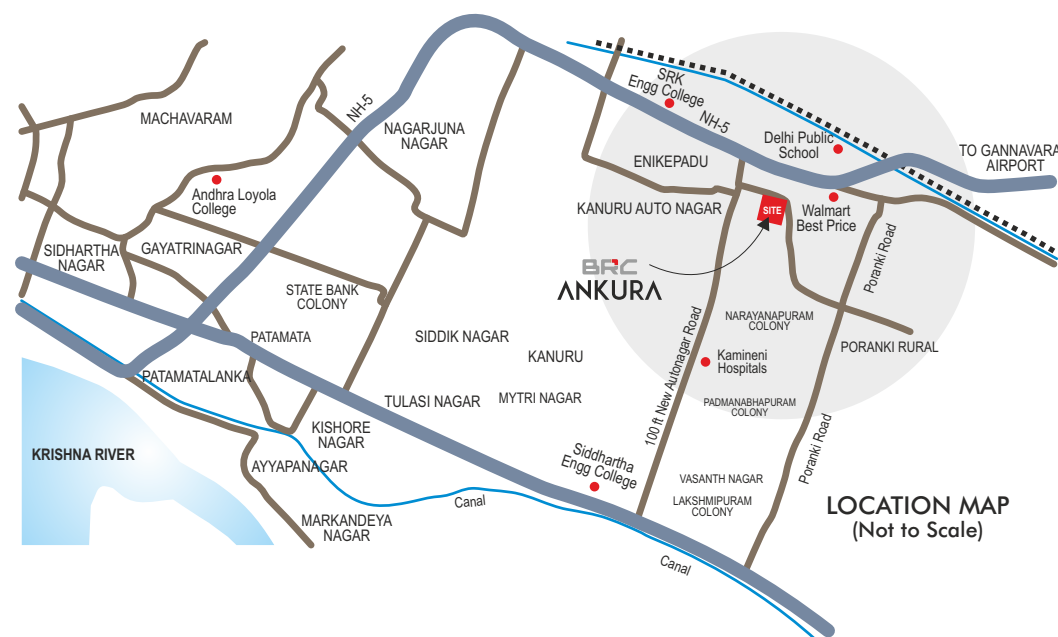 MACHAVARAM
NH-5
NAGARJUNA
NAGAR
Andhra Loyola
College
SIDHARTHA
NAGAR
GAYATRINAGAR
STATE BANK
COLONY
PATAMATA
PATAMATALANKA
KRISHNA RIVER
AYYAPANAGAR
MARKANDEYA
NAGAR
KISHORE
NAGAR
TULASI NAGAR
SIDDIK NAGAR
KANURU
MYTRI NAGAR
Canal
Siddhartha
Engg College
SRK
Engg College
NH-5
Delhi Public
School
TO GANNAVARA
AIRPORT
ENIKEPADU
KANURU AUTO NAGAR
SITE
Walmart
Best Price
BRC
ANKURA
100 ft New Autonagar Road
Poranki Road
NARAYANAPURAM
COLONY
PORANKI RURAL
Kamineni
Hospitals
PADMANABHAPURAM
COLONY
Poranki Road
VASANTH NAGAR
LAKSHMIPURAM
COLONY
Canal
LOCATION MAP
(Not to Scale)